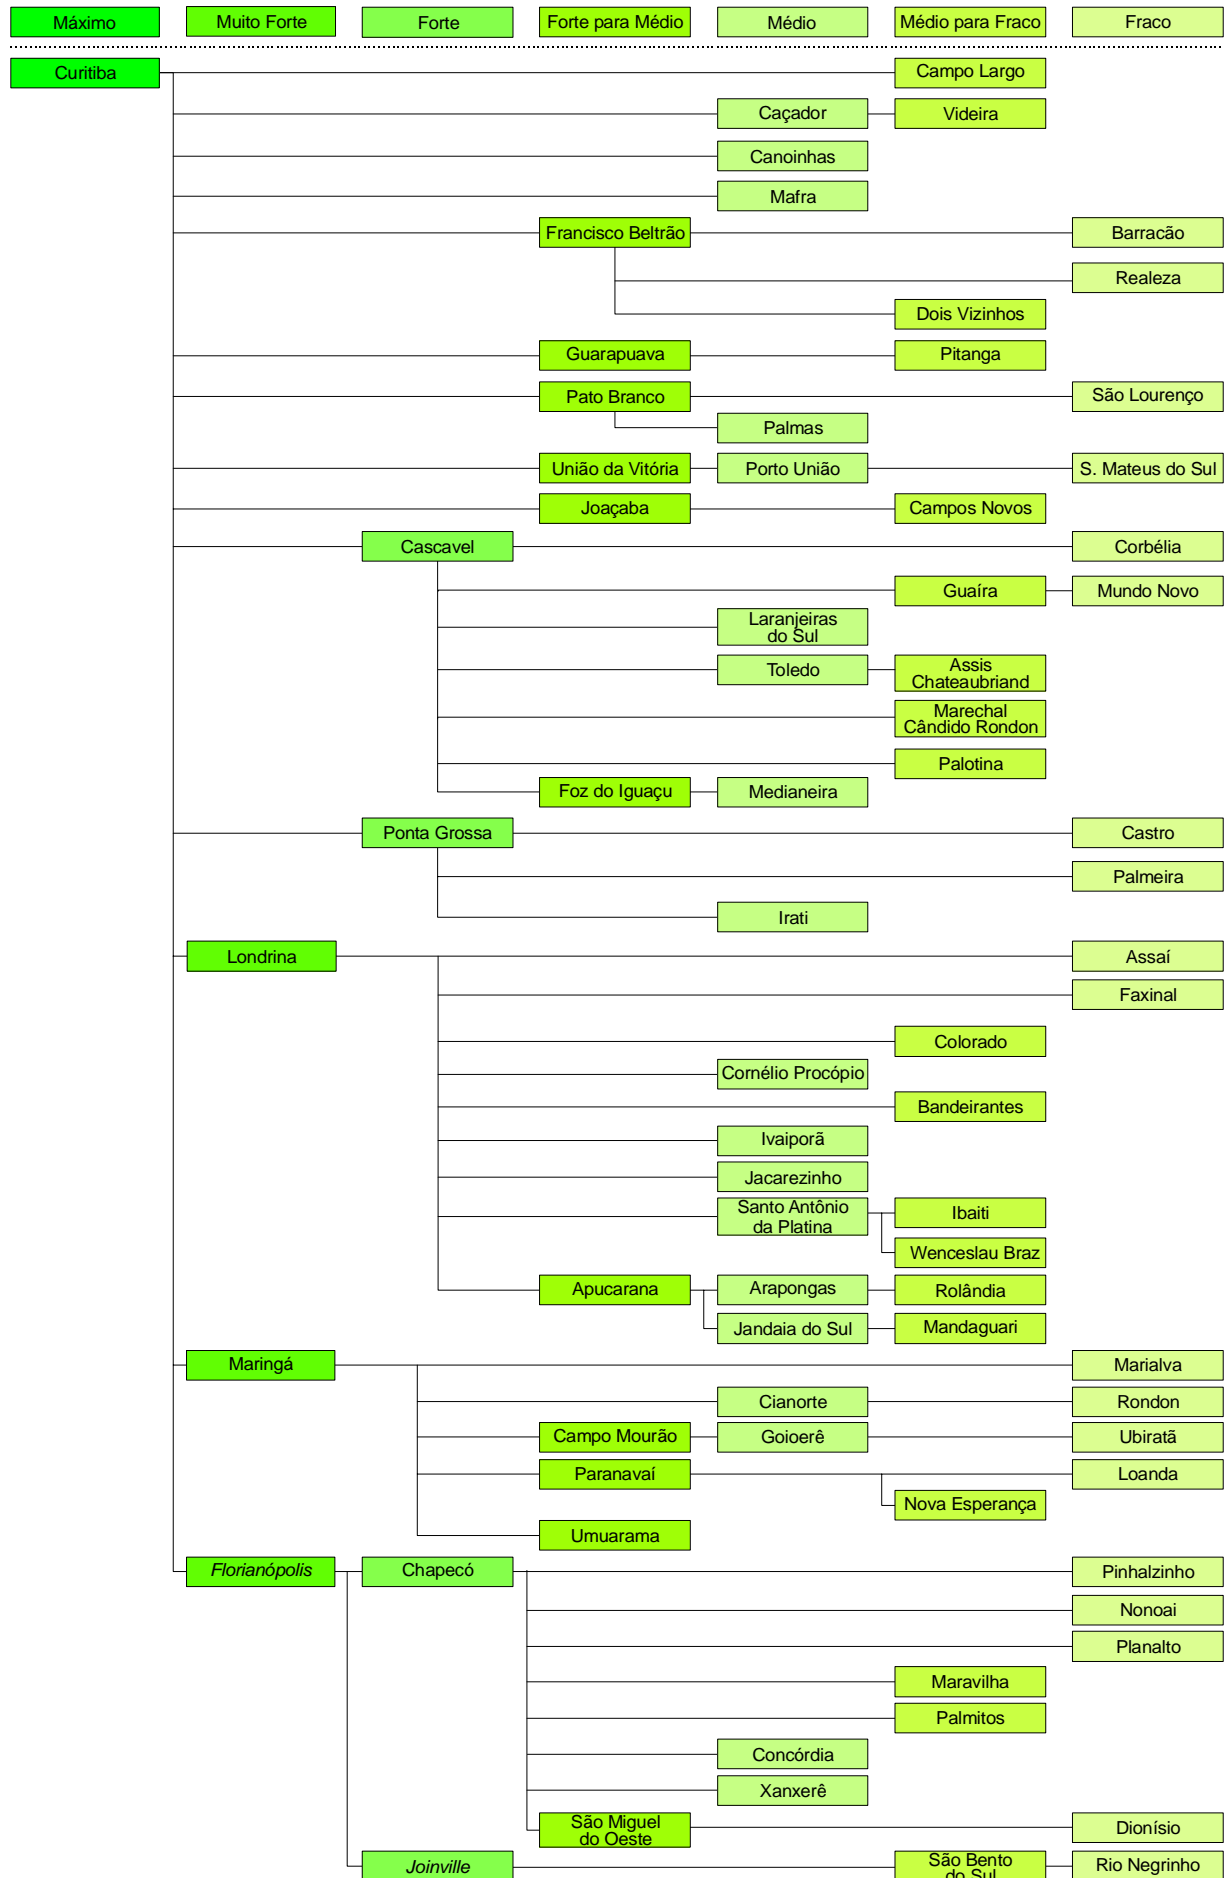 Máximo
Muito Forte
Forte
Forte para Médio
Médio
Médio para Fraco
Fraco
Curitiba
Campo Largo
Caçador
Videira
Canoinhas
Mafra
Francisco Beltrão
Barracão
Realeza
Dois Vizinhos
Guarapuava
Pitanga
Pato Branco
São Lourenço
Palmas
União da Vitória
Porto União
S. Mateus do Sul
Joaçaba
Campos Novos
Cascavel
Corbélia
Guaíra
Mundo Novo
Laranjeiras
do Sul
Toledo
Assis
Chateaubriand
Marechal
Cândido Rondon
Palotina
Foz do Iguaçu
Medianeira
Ponta Grossa
Castro
Palmeira
Irati
Londrina
Assaí
Faxinal
Colorado
Cornélio Procópio
Bandeirantes
Ivaiporã
Jacarezinho
Santo Antônio
da Platina
Ibaiti
Wenceslau Braz
Apucarana
Arapongas
Rolândia
Jandaia do Sul
Mandaguari
Maringá
Marialva
Cianorte
Rondon
Campo Mourão
Goioerê
Ubiratã
Paranavaí
Loanda
Nova Esperança
Umuarama
Florianópolis
Chapecó
Pinhalzinho
Nonoai
Planalto
Maravilha
Palmitos
Concórdia
Xanxerê
São Miguel
do Oeste
Dionísio
Joinville
São Bento
do Sul
Rio Negrinho